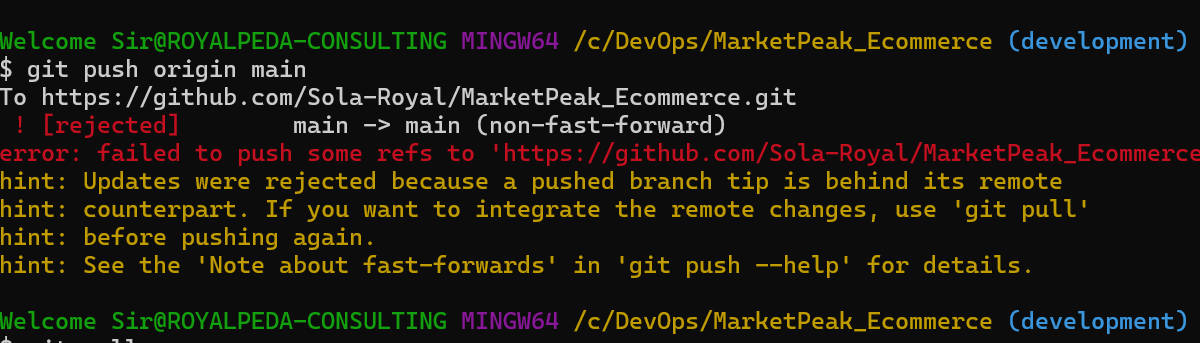 Welcome Sir@ROYALPEDA-CONSULTING MINGW64 /c/DevOps/MarketPeak_Ecommerce (development)
$ git push origin main
To https://github.com/Sola-Royal/MarketPeak_Ecommerce.git
! [rejected] main -> main (non-fast-forward)
error: failed to push some refs to 'https://github.com/Sola-Royal/MarketPeak_Ecommerce
hint: Updates were rejected because a pushed branch tip is behind its remote
hint: counterpart. If you want to integrate the remote changes, use 'git pull'
hint: before pushing again.
hint: See the 'Note about fast-forwards' in 'git push --help' for details.
Welcome Sir@ROYALPEDA-CONSULTING MINGW64 /c/DevOps/MarketPeak_Ecommerce (development)